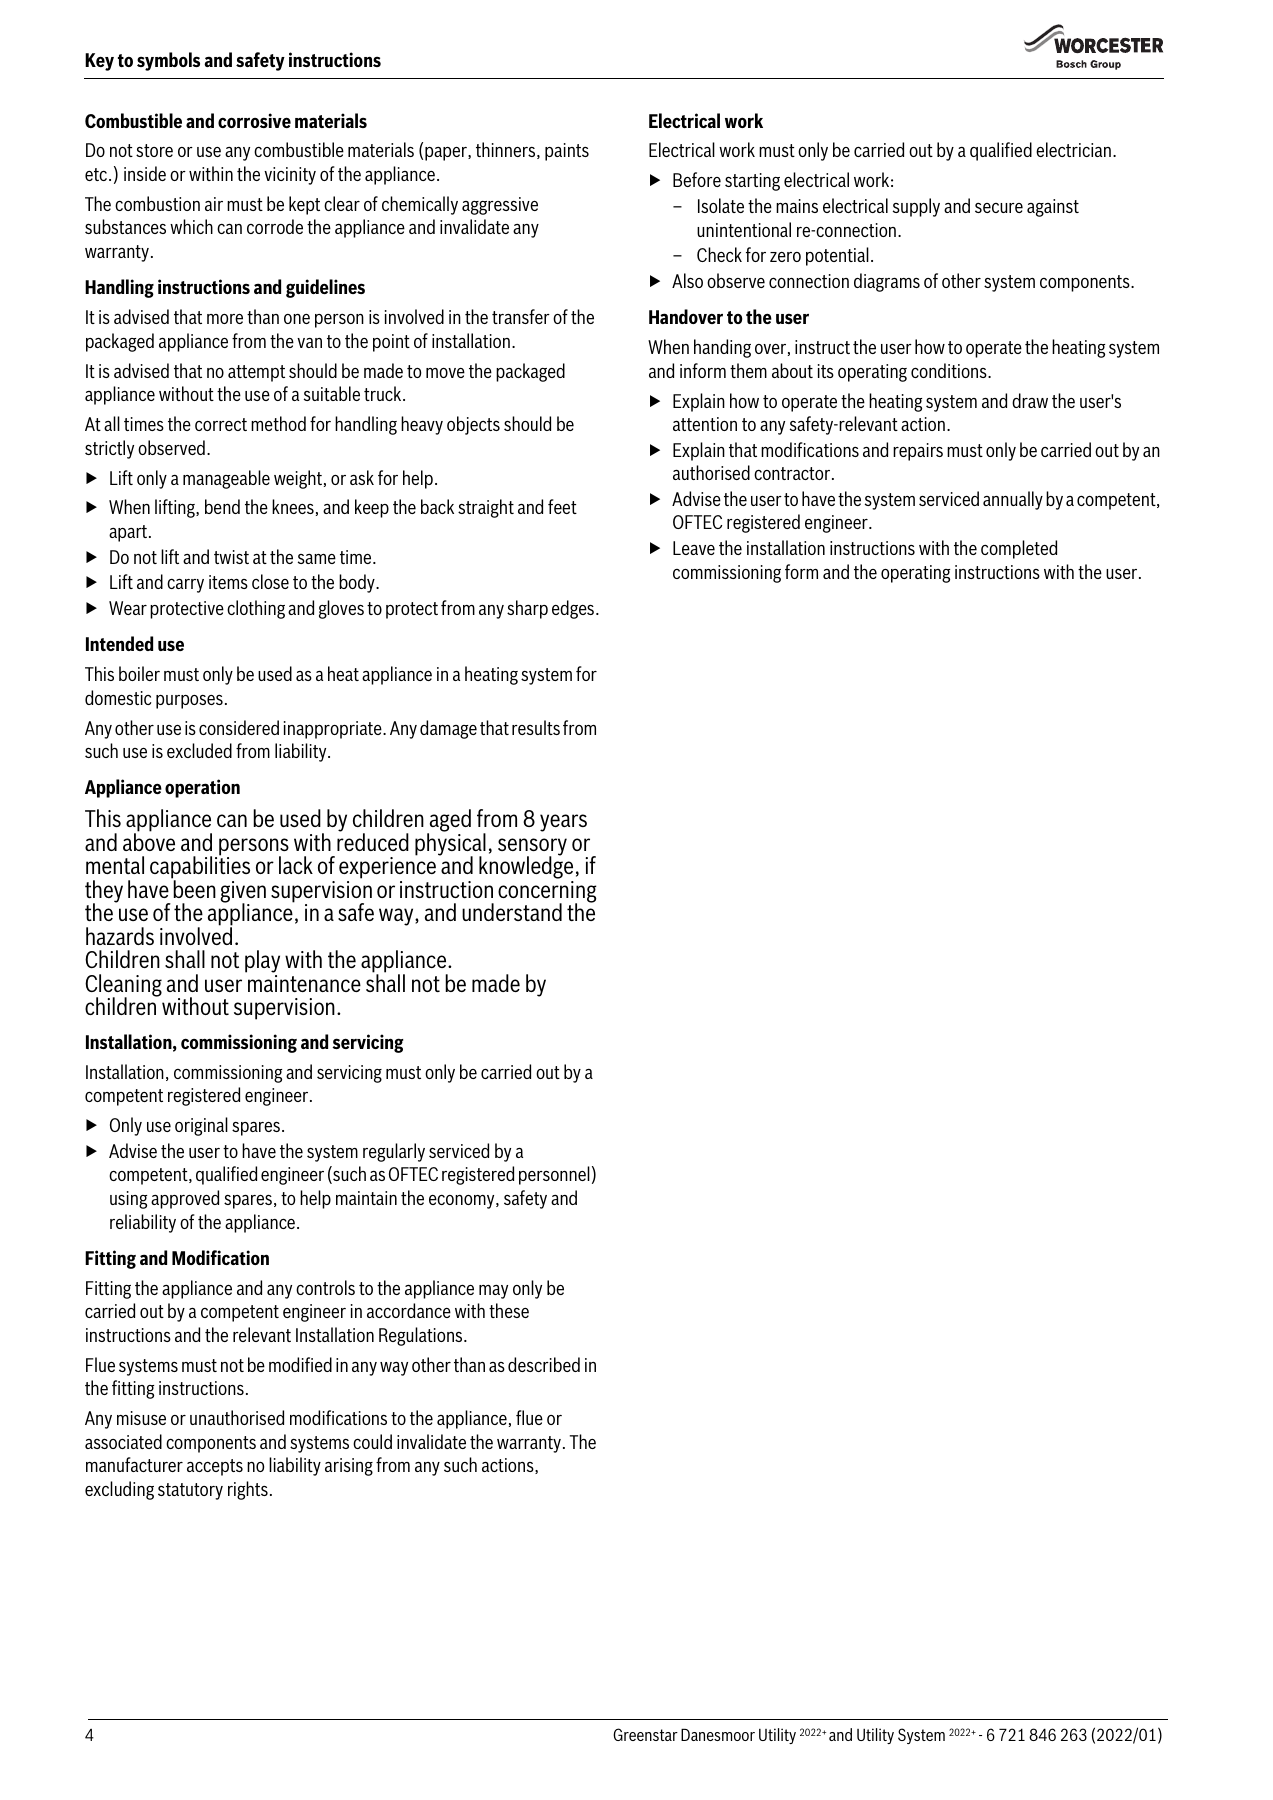 Key to symbols and safety instructions
WORCESTER
Bosch Group
Combustible and corrosive materials
Do not store or use any combustible materials (paper, thinners, paints
etc.) inside or within the vicinity of the appliance.
The combustion air must be kept clear of chemically aggressive
substances which can corrode the appliance and invalidate any
warranty.
Handling instructions and guidelines
It is advised that more than one person is involved in the transfer of the
packaged appliance from the van to the point of installation.
It is advised that no attempt should be made to move the packaged
appliance without the use of a suitable truck.
At all times the correct method for handling heavy objects should be
strictly observed.
▶ Lift only a manageable weight, or ask for help.
▶ When lifting, bend the knees, and keep the back straight and feet
apart.
▶ Do not lift and twist at the same time.
▶ Lift and carry items close to the body.
▶ Wear protective clothing and gloves to protect from any sharp edges.
Intended use
This boiler must only be used as a heat appliance in a heating system for
domestic purposes.
Any other use is considered inappropriate. Any damage that results from
such use is excluded from liability.
Appliance operation
This appliance can be used by children aged from 8 years
and above and persons with reduced physical, sensory or
mental capabilities or lack of experience and knowledge, if
they have been given supervision or instruction concerning
the use of the appliance, in a safe way, and understand the
hazards involved.
Children shall not play with the appliance.
Cleaning and user maintenance shall not be made by
children without supervision.
Installation, commissioning and servicing
Installation, commissioning and servicing must only be carried out by a
competent registered engineer.
▶ Only use original spares.
▶ Advise the user to have the system regularly serviced by a
competent, qualified engineer (such as OFTEC registered personnel)
using approved spares, to help maintain the economy, safety and
reliability of the appliance.
Fitting and Modification
Fitting the appliance and any controls to the appliance may only be
carried out by a competent engineer in accordance with these
instructions and the relevant Installation Regulations.
Flue systems must not be modified in any way other than as described in
the fitting instructions.
Any misuse or unauthorised modifications to the appliance, flue or
associated components and systems could invalidate the warranty. The
manufacturer accepts no liability arising from any such actions,
excluding statutory rights.
Electrical work
Electrical work must only be carried out by a qualified electrician.
▶ Before starting electrical work:
– Isolate the mains electrical supply and secure against
unintentional re-connection.
– Check for zero potential.
▶ Also observe connection diagrams of other system components.
Handover to the user
When handing over, instruct the user how to operate the heating system
and inform them about its operating conditions.
▶ Explain how to operate the heating system and draw the user's
attention to any safety-relevant action.
▶ Explain that modifications and repairs must only be carried out by an
authorised contractor.
▶ Advise the user to have the system serviced annually by a competent,
OFTEC registered engineer.
▶ Leave the installation instructions with the completed
commissioning form and the operating instructions with the user.
4
Greenstar Danesmoor Utility 2022+ and Utility System 2022+ - 6 721 846 263 (2022/01)